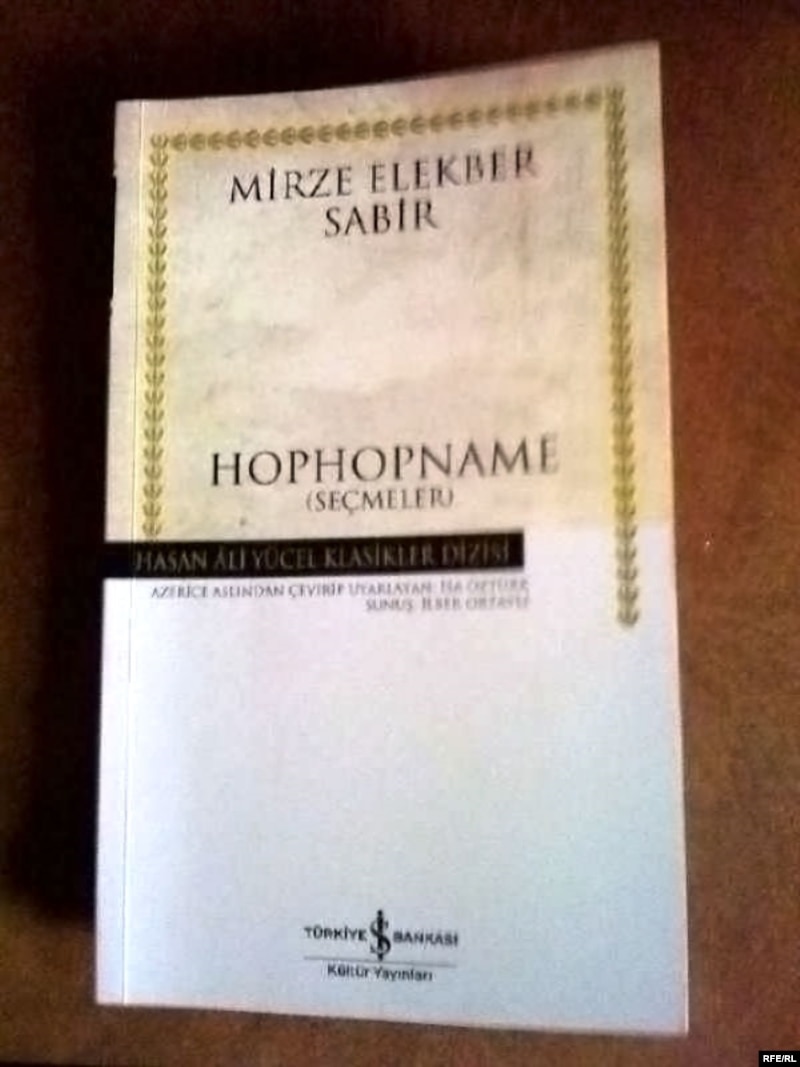 MİRZE ELEKBER
SABİR
HOPHOPNAME
(SEÇMELER)
HASAN ÂLİ YÜCEL KLASİKLER DİZİSİ
AZERİCE ASLINDAN ÇEVİRİP UYARLAYAN: İSA ÖZTÜRK
SUNUŞ: İLBER ORTAYLI
TÜRKİYE İŞ BANKASI
Kültür Yayınları
RFE/RL